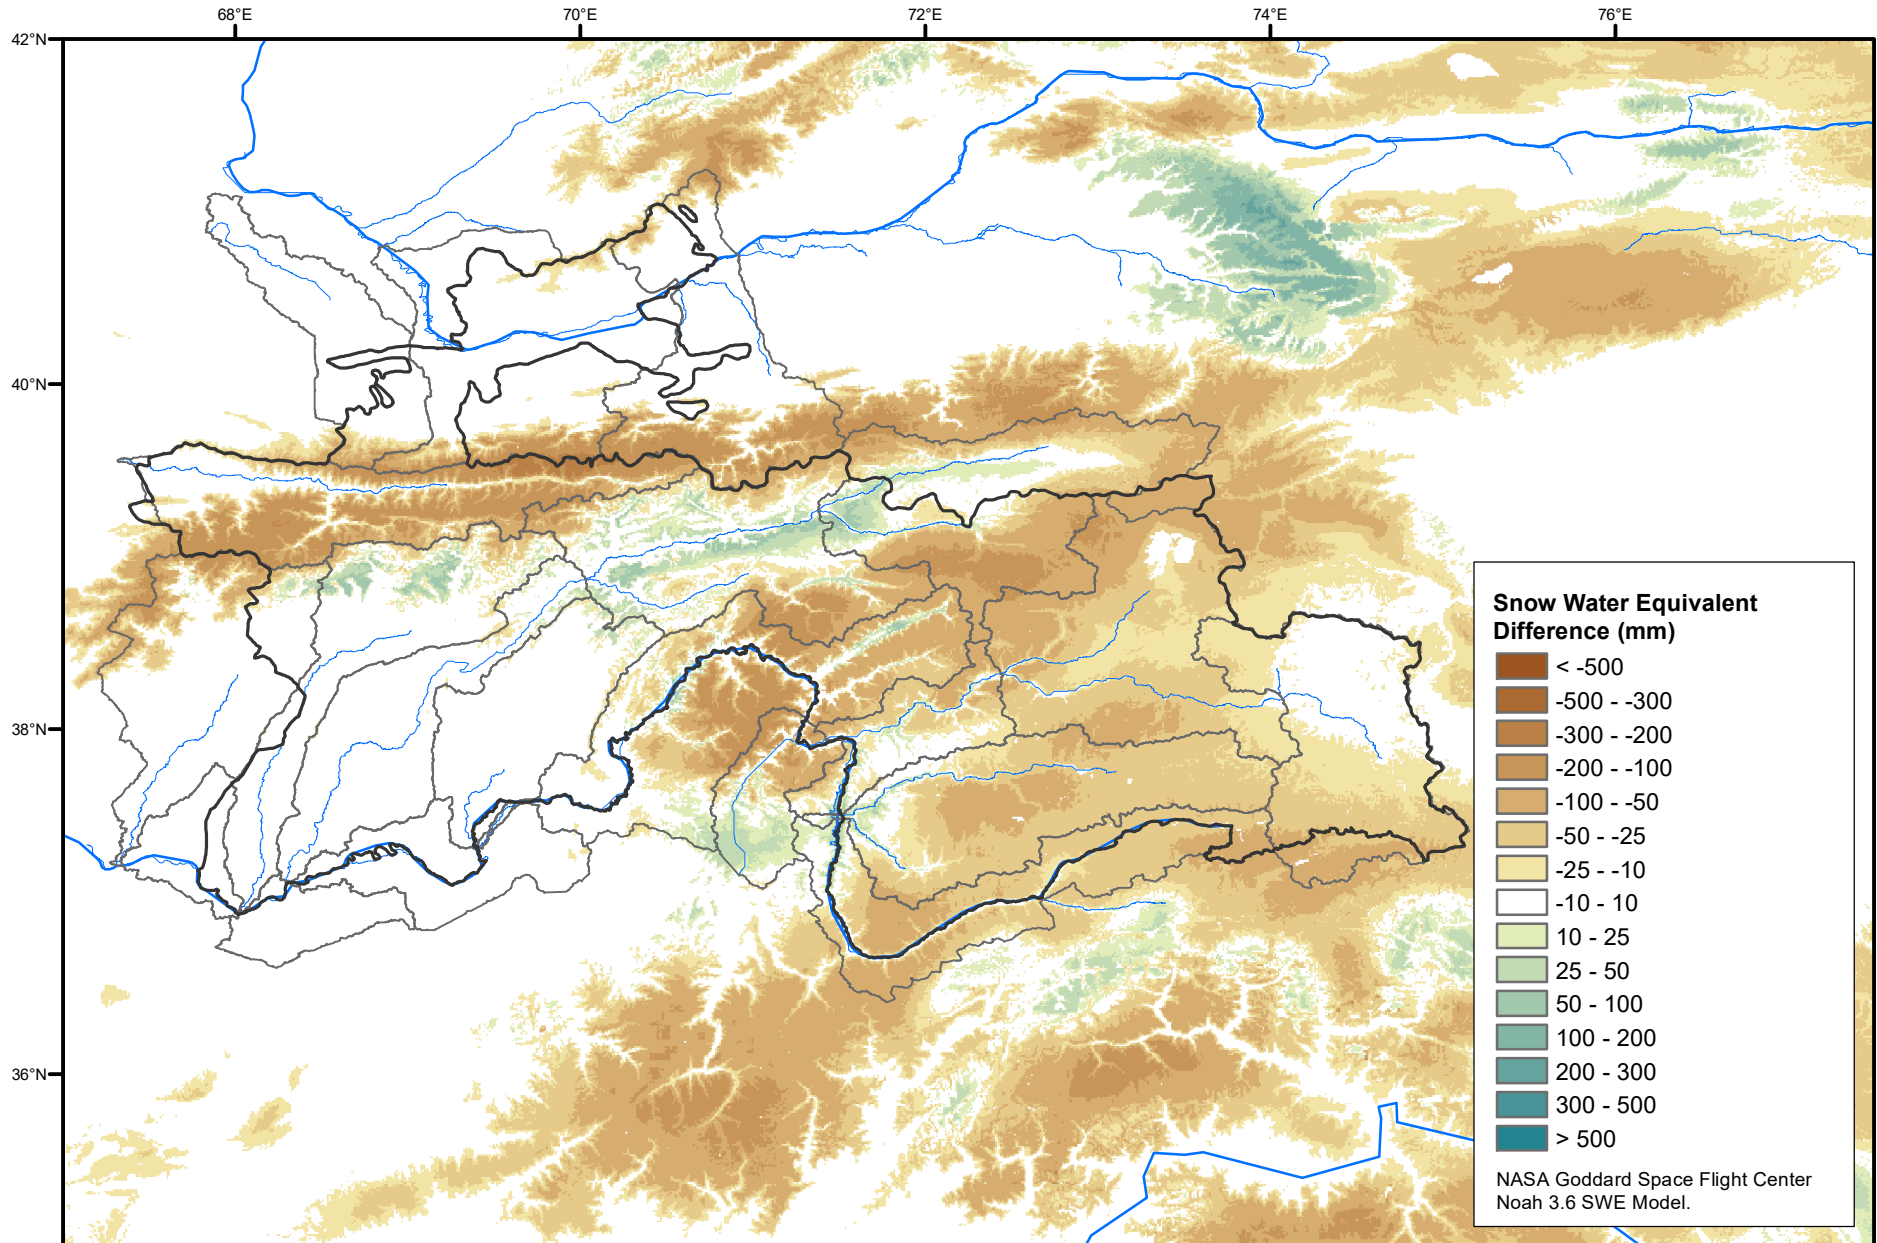 68°E
70°E
72°E
74°E
76°E
42°N
40°N
38°N
36°N
Snow Water Equivalent
Difference (mm)
< -500
-500 - -300
-300 - -200
-200 - -100
-100 - -50
-50 - -25
-25 - -10
-10 - 10
10 - 25
25 - 50
50 - 100
100 - 200
200 - 300
300 - 500
> 500
NASA Goddard Space Flight Center
Noah 3.6 SWE Model.